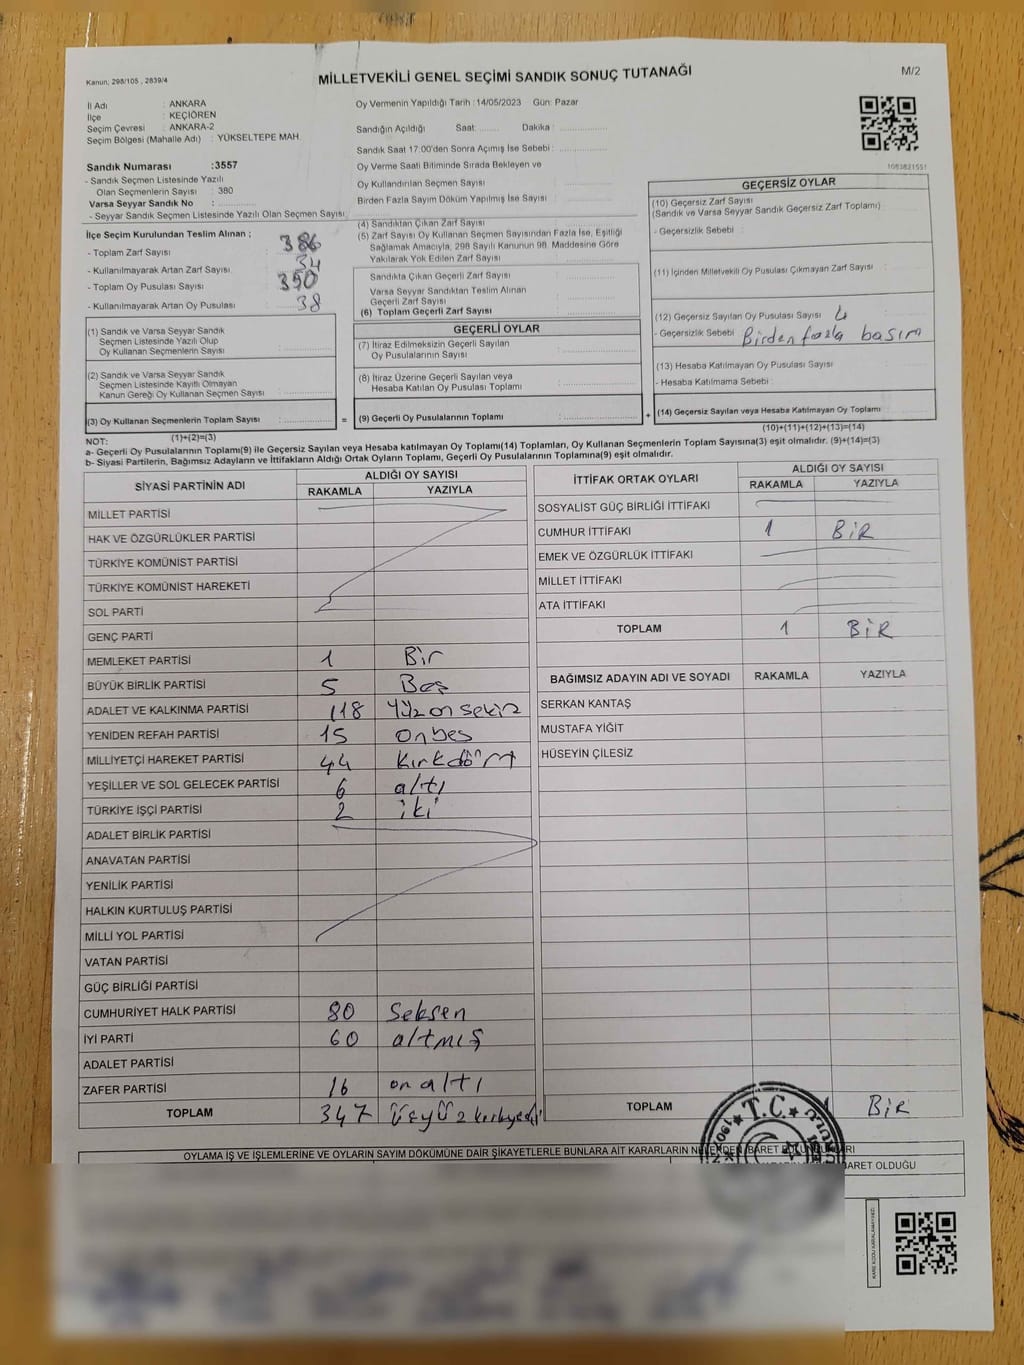 Kanun: 298/105 , 2839/4
MİLLETVEKİLİ GENEL SEÇİMİ SANDIK SONUÇ TUTANAĞI
M/2
İl Adı : ANKARA
İlçe : KEÇİÖREN
Seçim Çevresi : ANKARA-2
Seçim Bölgesi (Mahalle Adı) : YÜKSELTEPE MAH.
Sandık Numarası :3557
- Sandık Seçmen Listesinde Yazılı
Olan Seçmenlerin Sayısı : 380
Varsa Seyyar Sandık No :
- Seyyar Sandık Seçmen Listesinde Yazılı Olan Seçmen Sayısı:
İlçe Seçim Kurulundan Teslim Alınan ;
- Toplam Zarf Sayısı : 386
- Kullanılmayarak Artan Zarf Sayısı : 34
- Toplam Oy Pusulası Sayısı : 390
- Kullanılmayarak Artan Oy Pusulası : 38
(1) Sandık ve Varsa Seyyar Sandık
Seçmen Listesinde Yazılı Olup
Oy Kullanan Seçmenlerin Sayısı :
(2) Sandık ve Varsa Seyyar Sandık
Seçmen Listesinde Kayıtlı Olmayan
Kanun Gereği Oy Kullanan Seçmen Sayısı :
(3) Oy Kullanan Seçmenlerin Toplam Sayısı : =
(1)+(2)=(3)
Oy Vermenin Yapıldığı Tarih :14/05/2023 Gün: Pazar
Sandığın Açıldığı Saat: Dakika :
Sandık Saat 17:00'den Sonra Açımış İse Sebebi :
Oy Verme Saati Bitiminde Sırada Bekleyen ve
Oy Kullandırılan Seçmen Sayısı :
Birden Fazla Sayım Döküm Yapılmış İse Sayısı :
(4) Sandıktan Çıkan Zarf Sayısı :
(5) Zarf Sayısı Oy Kullanan Seçmen Sayısından Fazla İse, Eşitliği
Sağlamak Amacıyla, 298 Sayılı Kanunun 98. Maddesine Göre
Yakılarak Yok Edilen Zarf Sayısı :
Sandıkta Çıkan Geçerli Zarf Sayısı :
Varsa Seyyar Sandıktan Teslim Alınan
Geçerli Zarf Sayısı :
(6) Toplam Geçerli Zarf Sayısı :
GEÇERLİ OYLAR
(7) İtiraz Edilmeksizin Geçerli Sayılan
Oy Pusulalarının Sayısı :
(8) İtiraz Üzerine Geçerli Sayılan veya
Hesaba Katılan Oy Pusulası Toplamı :
(9) Geçerli Oy Pusulalarının Toplamı : +
1083821551
GEÇERSİZ OYLAR
(10) Geçersiz Zarf Sayısı
(Sandık ve Varsa Seyyar Sandık Geçersiz Zarf Toplamı) :
- Geçersizlik Sebebi :
(11) İçinden Milletvekili Oy Pusulası Çıkmayan Zarf Sayısı :
(12) Geçersiz Sayılan Oy Pusulası Sayısı : 4
- Geçersizlik Sebebi : Birden fazla basım
(13) Hesaba Katılmayan Oy Pusulası Sayısı :
- Hesaba Katılmama Sebebi :
(14) Geçersiz Sayılan veya Hesaba Katılmayan Oy Toplamı :
(10)+(11)+(12)+(13)=(14)
NOT:
a- Geçerli Oy Pusulalarının Toplamı(9) ile Geçersiz Sayılan veya Hesaba katılmayan Oy Toplamı(14) Toplamları, Oy Kullanan Seçmenlerin Toplam Sayısına(3) eşit olmalıdır. (9)+(14)=(3)
b- Siyasi Partilerin, Bağımsız Adayların ve İttifakların Aldığı Ortak Oyların Toplamı, Geçerli Oy Pusulalarının Toplamına(9) eşit olmalıdır.
SİYASİ PARTİNİN ADI ALDIĞI OY SAYISI
RAKAMLA YAZIYLA
MİLLET PARTİSİ
HAK VE ÖZGÜRLÜKLER PARTİSİ
TÜRKİYE KOMÜNİST PARTİSİ
TÜRKİYE KOMÜNİST HAREKETİ
SOL PARTİ
GENÇ PARTİ
MEMLEKET PARTİSİ 1 Bir
BÜYÜK BİRLİK PARTİSİ 5 Beş
ADALET VE KALKINMA PARTİSİ 118 Yüz on sekiz
YENİDEN REFAH PARTİSİ 15 onbeş
MİLLİYETÇİ HAREKET PARTİSİ 44 kırkdört
YEŞİLLER VE SOL GELECEK PARTİSİ 6 altı
TÜRKİYE İŞÇİ PARTİSİ 2 iki
ADALET BİRLİK PARTİSİ
ANAVATAN PARTİSİ
YENİLİK PARTİSİ
HALKIN KURTULUŞ PARTİSİ
MİLLİ YOL PARTİSİ
VATAN PARTİSİ
GÜÇ BİRLİĞİ PARTİSİ
CUMHURİYET HALK PARTİSİ 80 seksen
İYİ PARTİ 60 altmış
ADALET PARTİSİ
ZAFER PARTİSİ 16 on altı
TOPLAM 347 üçyüz kırkyedi
İTTİFAK ORTAK OYLARI ALDIĞI OY SAYISI
RAKAMLA YAZIYLA
SOSYALİST GÜÇ BİRLİĞİ İTTİFAKI
CUMHUR İTTİFAKI 1 BİR
EMEK VE ÖZGÜRLÜK İTTİFAKI
MİLLET İTTİFAKI
ATA İTTİFAKI
TOPLAM 1 BİR
BAĞIMSIZ ADAYIN ADI VE SOYADI RAKAMLA YAZIYLA
SERKAN KANTAŞ
MUSTAFA YİĞİT
HÜSEYİN ÇİLESİZ
TOPLAM 1 BİR
T.C.
OYLAMA İŞ VE İŞLEMLERİNE VE OYLARIN SAYIM DÖKÜMÜNE DAİR ŞİKAYETLERLE BUNLARA AİT KARARLARIN NELERDEN İBARET BULUNDUKLARI
BARET OLDUĞU